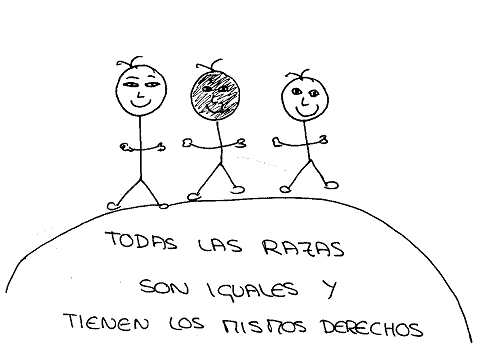 TODAS LAS RAZAS
SON IGUALES Y
TIENEN LOS MISMOS DERECHOS